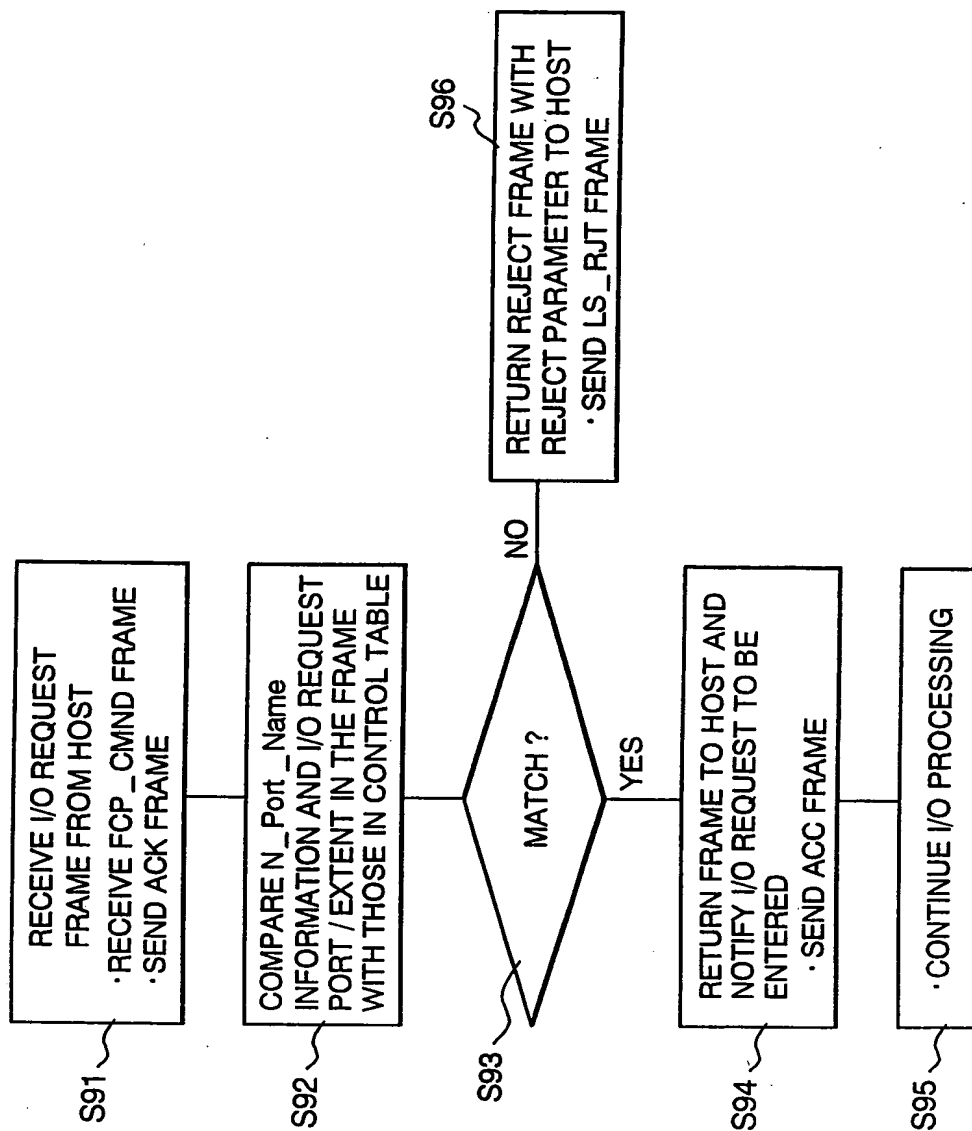 S91
RECEIVE I/O REQUEST
FRAME FROM HOST
·RECEIVE FCP_CMND FRAME
·SEND ACK FRAME
S92
COMPARE N_Port_Name
INFORMATION AND I/O REQUEST
PORT / EXTENT IN THE FRAME
WITH THOSE IN CONTROL TABLE
S93
MATCH ?
NO
YES
S96
RETURN REJECT FRAME WITH
REJECT PARAMETER TO HOST
·SEND LS_RJT FRAME
S94
RETURN FRAME TO HOST AND
NOTIFY I/O REQUEST TO BE
ENTERED
·SEND ACC FRAME
S95
·CONTINUE I/O PROCESSING